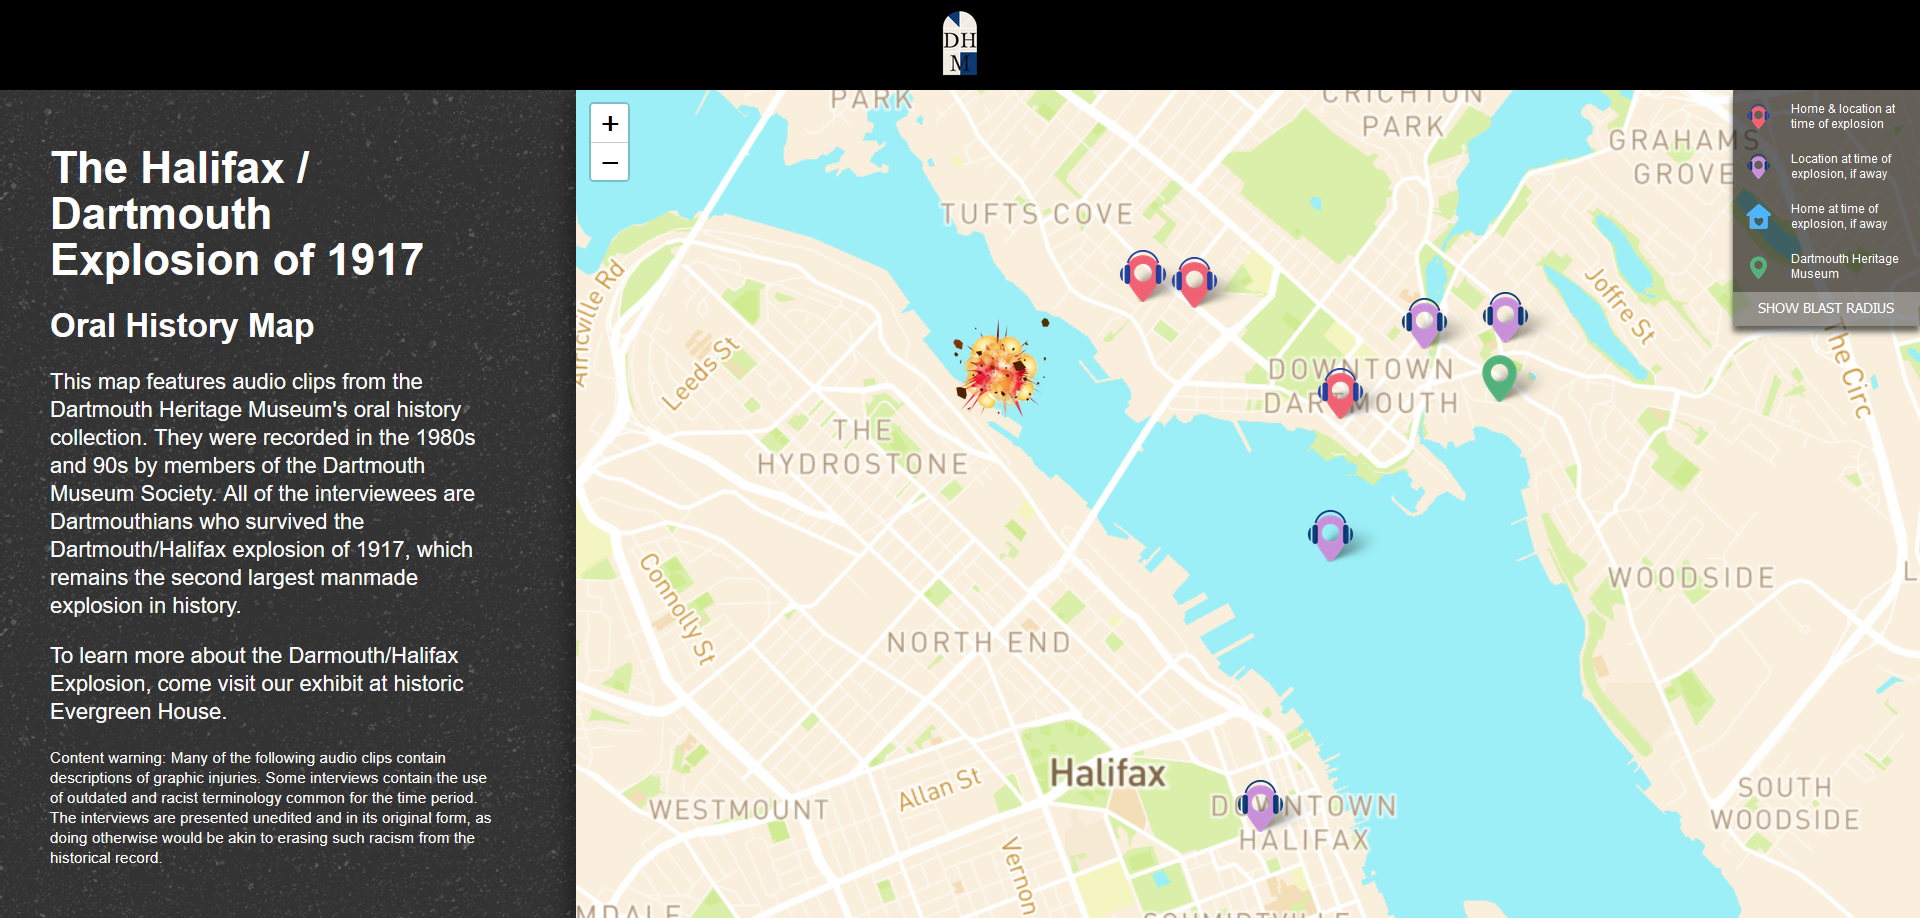 DH
M
The Halifax /
Dartmouth
Explosion of 1917
Oral History Map
This map features audio clips from the
Dartmouth Heritage Museum's oral history
collection. They were recorded in the 1980s
and 90s by members of the Dartmouth
Museum Society. All of the interviewees are
Dartmouthians who survived the
Dartmouth/Halifax explosion of 1917, which
remains the second largest manmade
explosion in history.
To learn more about the Darmouth/Halifax
Explosion, come visit our exhibit at historic
Evergreen House.
Content warning: Many of the following audio clips contain
descriptions of graphic injuries. Some interviews contain the use
of outdated and racist terminology common for the time period.
The interviews are presented unedited and in its original form, as
doing otherwise would be akin to erasing such racism from the
historical record.
+
−
PARK
CRICHTON
PARK
GRAHAMS
GROVE
TUFTS COVE
Africville Rd
Leeds St
Joffre St
The Circ
DOWNTOWN
DARTMOUTH
THE
HYDROSTONE
Connolly St
NORTH END
WOODSIDE
Halifax
Allan St
WESTMOUNT
DOWNTOWN
HALIFAX
SOUTH
WOODSIDE
Vernon
Home & location at
time of explosion
Location at time of
explosion, if away
Home at time of
explosion, if away
Dartmouth Heritage
Museum
SHOW BLAST RADIUS